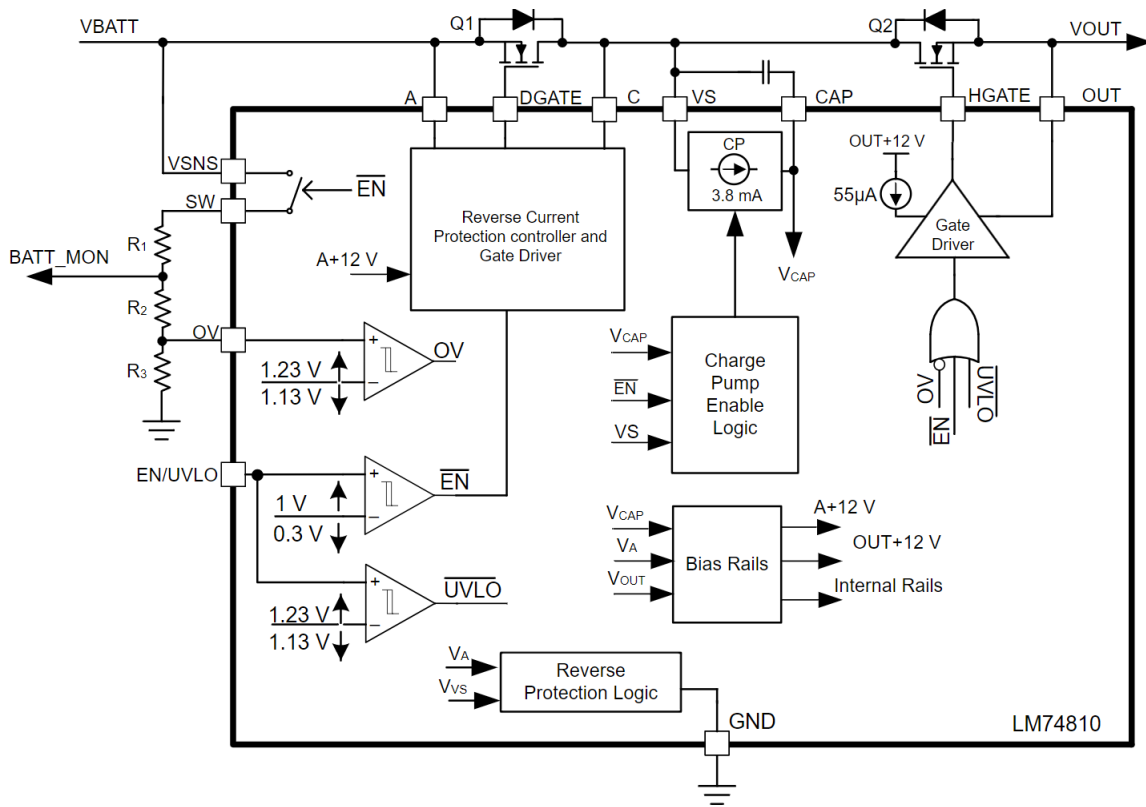 VBATT
Q1
Q2
VOUT
A
DGATE
C
VS
CAP
HGATE
OUT
VSNS
SW
EN
CP
3.8 mA
OUT+12 V
55µA
Gate
Driver
Reverse Current
Protection controller and
Gate Driver
A+12 V
VCAP
R1
BATT_MON
R2
OV
R3
+
1.23 V
−
1.13 V
OV
VCAP
EN
VS
Charge
Pump
Enable
Logic
OV
EN
UVLO
EN/UVLO
+
1 V
−
0.3 V
EN
+
1.23 V
−
1.13 V
UVLO
VCAP
VA
VOUT
Bias Rails
A+12 V
OUT+12 V
Internal Rails
VA
VVS
Reverse
Protection Logic
GND
LM74810